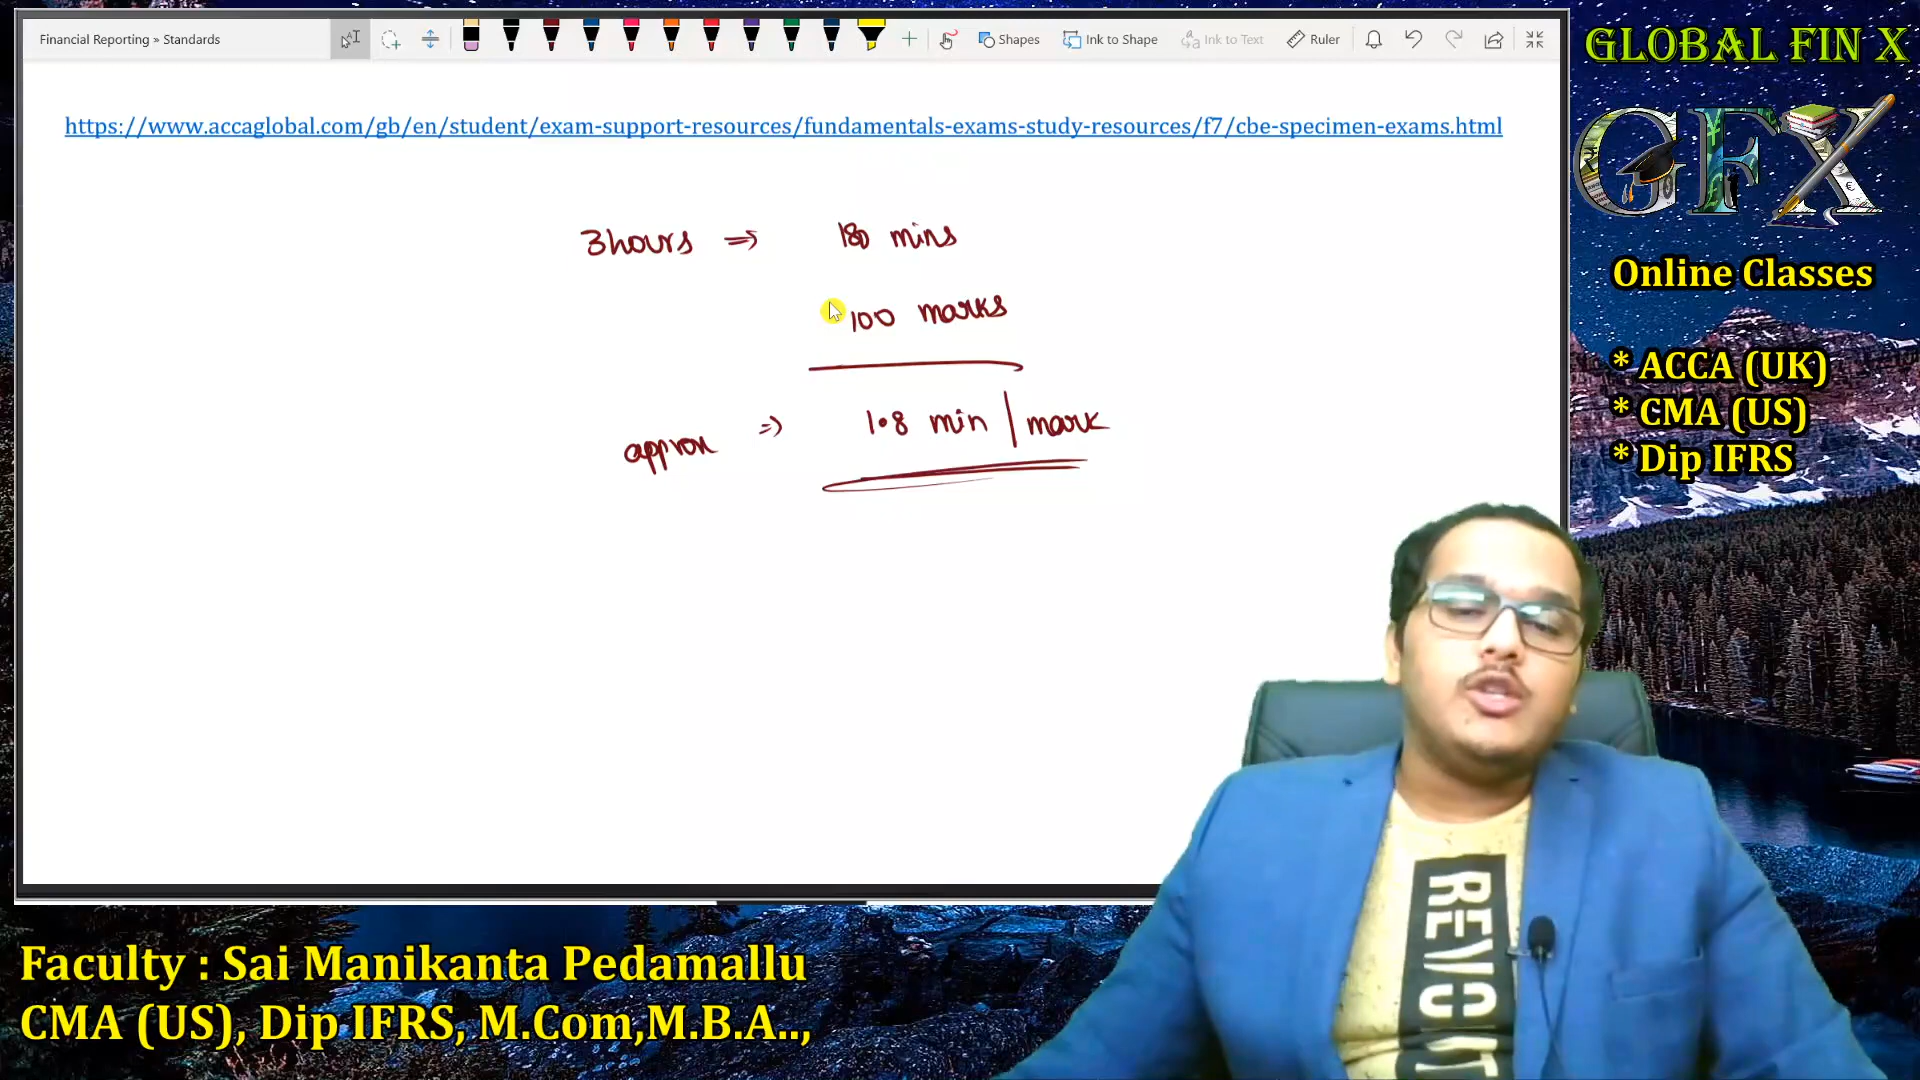 Financial Reporting » Standards
Shapes
Ink to Shape
Ink to Text
Ruler
https://www.accaglobal.com/gb/en/student/exam-support-resources/fundamentals-exams-study-resources/f7/cbe-specimen-exams.html
3hours ⇒ 180 mins
100 marks
approx ⇒ 1.8 min | mark
GLOBAL FIN X
GFX
Online Classes
* ACCA (UK)
* CMA (US)
* Dip IFRS
REVO
Faculty : Sai Manikanta Pedamallu
CMA (US), Dip IFRS, M.Com,M.B.A..,